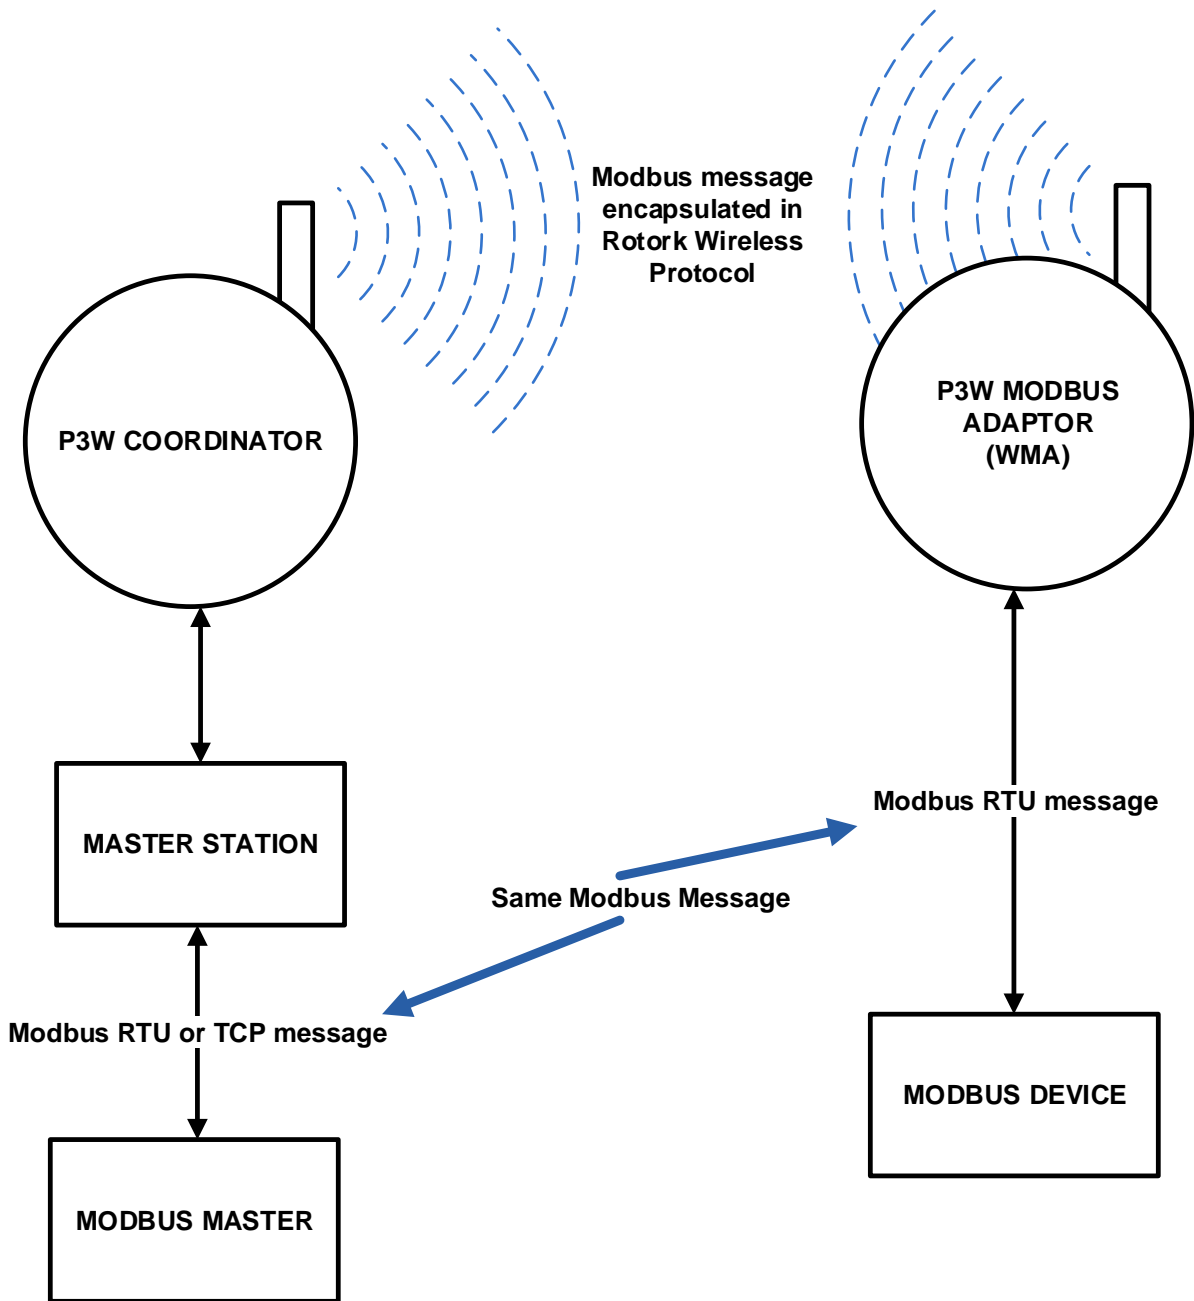 Modbus message
encapsulated in
Rotork Wireless
Protocol
P3W COORDINATOR
P3W MODBUS
ADAPTOR
(WMA)
Modbus RTU message
MASTER STATION
Same Modbus Message
Modbus RTU or TCP message
MODBUS DEVICE
MODBUS MASTER